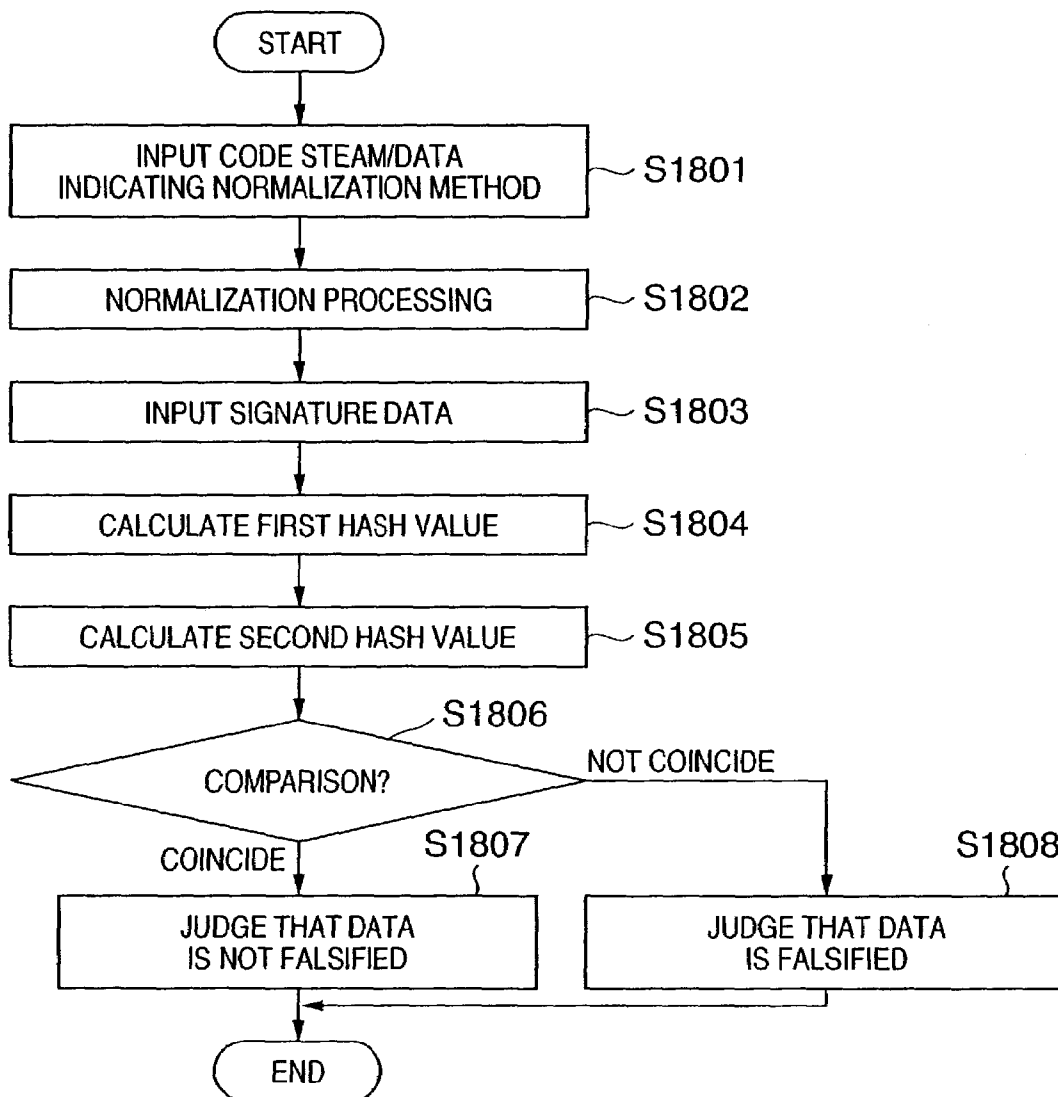 START
INPUT CODE STEAM/DATA
INDICATING NORMALIZATION METHOD
S1801
NORMALIZATION PROCESSING
S1802
INPUT SIGNATURE DATA
S1803
CALCULATE FIRST HASH VALUE
S1804
CALCULATE SECOND HASH VALUE
S1805
S1806
COMPARISON?
NOT COINCIDE
COINCIDE
S1807
S1808
JUDGE THAT DATA
IS NOT FALSIFIED
JUDGE THAT DATA
IS FALSIFIED
END